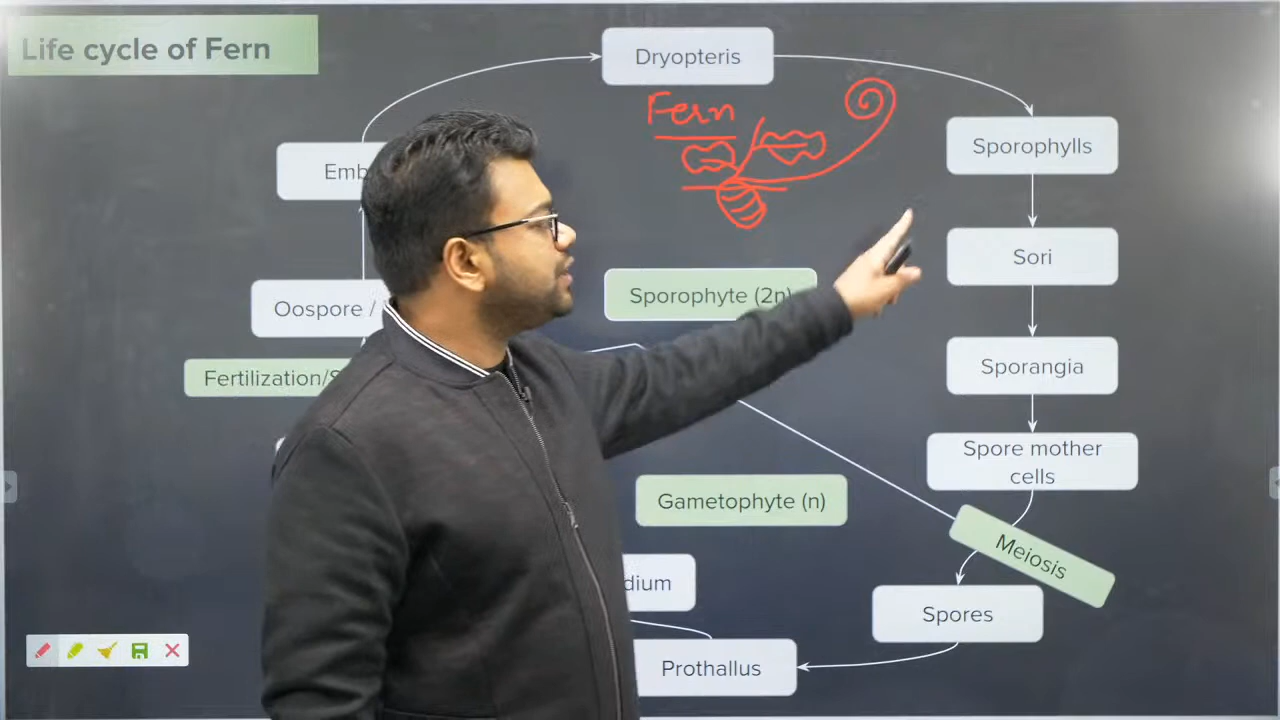 Life cycle of Fern
Dryopteris
Fern
Sporophylls
Emb
Sori
Sporophyte (2n)
Oospore /
Sporangia
Fertilization/S
Spore mother
cells
Gametophyte (n)
Meiosis
dium
Spores
Prothallus